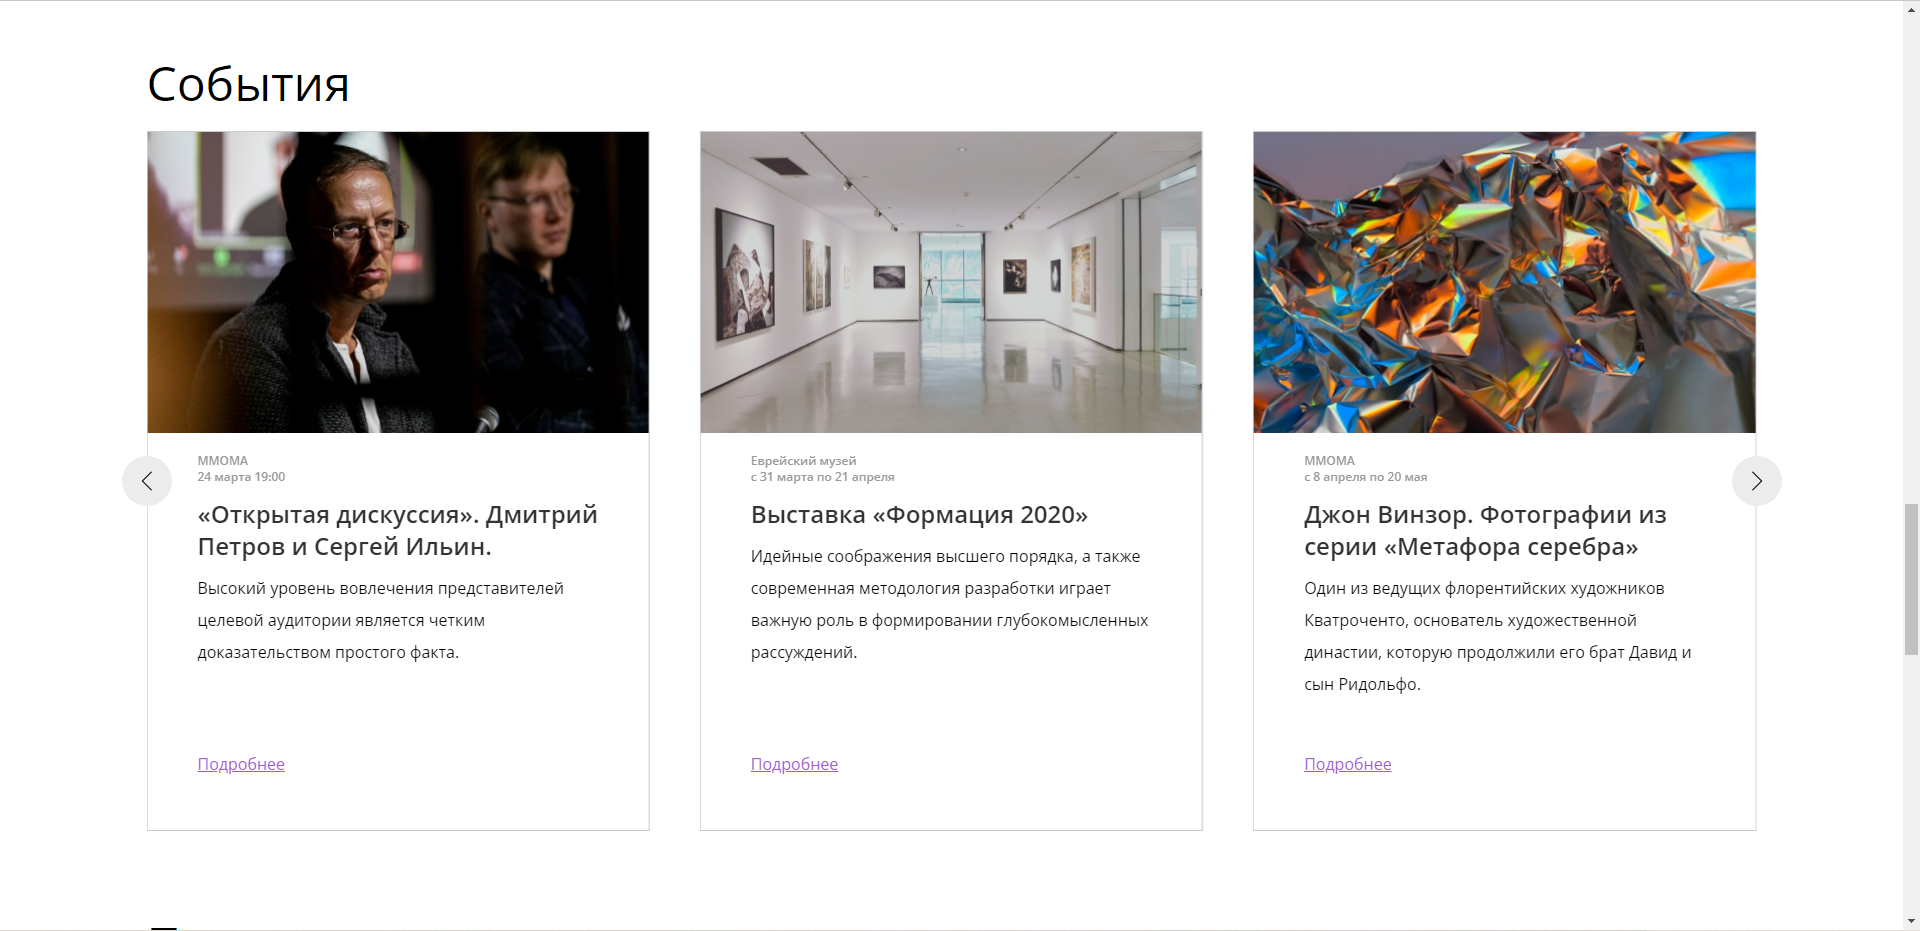 События
ММОМА
24 марта 19:00
«Открытая дискуссия». Дмитрий
Петров и Сергей Ильин.
Высокий уровень вовлечения представителей
целевой аудитории является четким
доказательством простого факта.
Подробнее
Еврейский музей
с 31 марта по 21 апреля
Выставка «Формация 2020»
Идейные соображения высшего порядка, а также
современная методология разработки играет
важную роль в формировании глубокомысленных
рассуждений.
Подробнее
ММОМА
с 8 апреля по 20 мая
Джон Винзор. Фотографии из
серии «Метафора серебра»
Один из ведущих флорентийских художников
Кватроченто, основатель художественной
династии, которую продолжили его брат Давид и
сын Ридольфо.
Подробнее